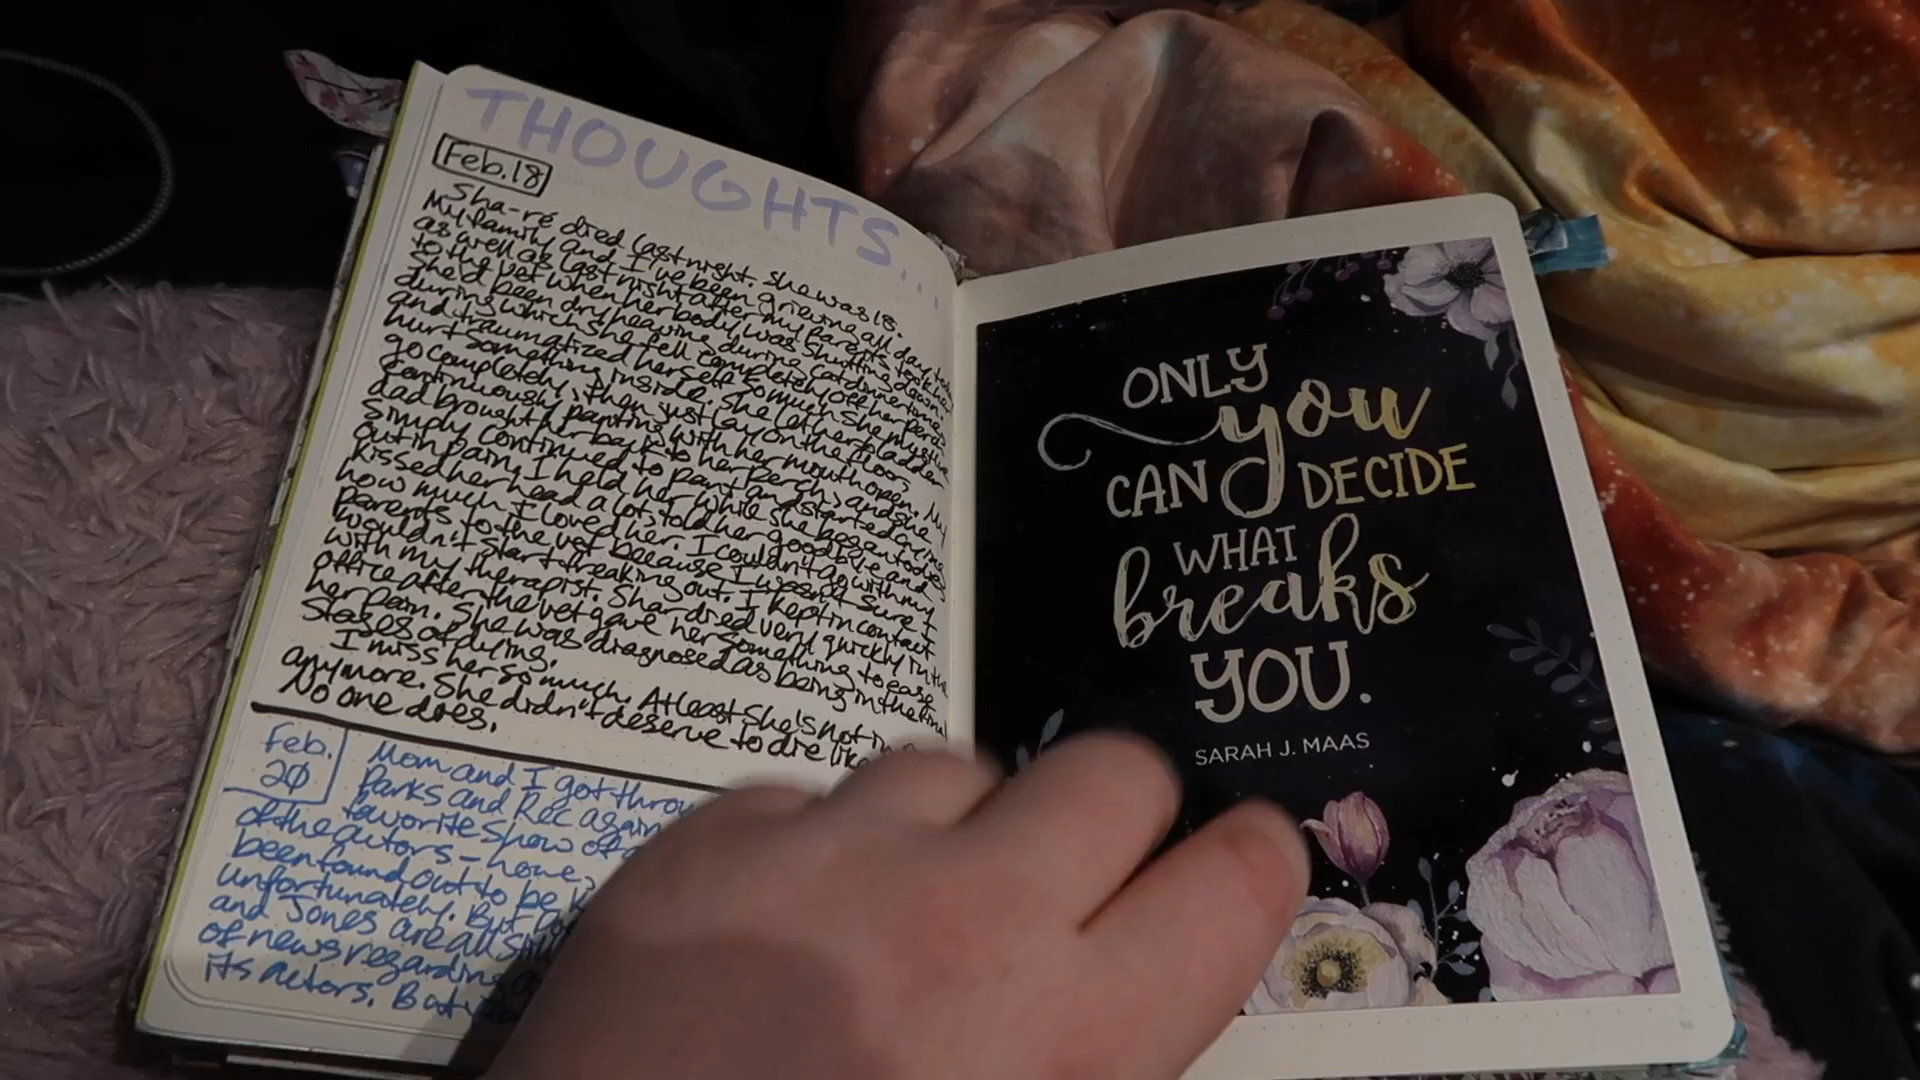 THOUGHTS...
Feb. 18
Sha-ré died last night. She was 18.
My family and I've been grieving all day today
as well as last night after my parents took her
to the vet when her body was shutting down.
She'd been dry heaving during cat dinnertime
during which she fell completely off her perch
and traumatized herself so much she mustive
hurt something inside. She let her bladder
go completely, then just lay on the floor,
continuously panting with her mouth open. My
dad brought her back to her perch, and she
simply continued to pant and started crying
out in pain. I held her while she began to die,
kissed her head a lot, told her goodbye and
how much I loved her. I couldn't go with my
parents to the vet because I wasn't sure I
wouldn't start freaking out. I kept in contact
with my therapist. Shar died very quickly in the
office after the vet gave her something to ease
her pain. She was diagnosed as being in the final
stages of dying.
I miss her so much. At least she's not in
anymore. She didn't deserve to die like
No one does.
Feb. 20
Mom and I got
Parks and Rec again
favorite show of
of the actors –
been found out to be
unfortunately. But
and Jones are all
of news regarding
its actors.
ONLY
you
CAN DECIDE
WHAT
breaks
YOU.
SARAH J. MAAS